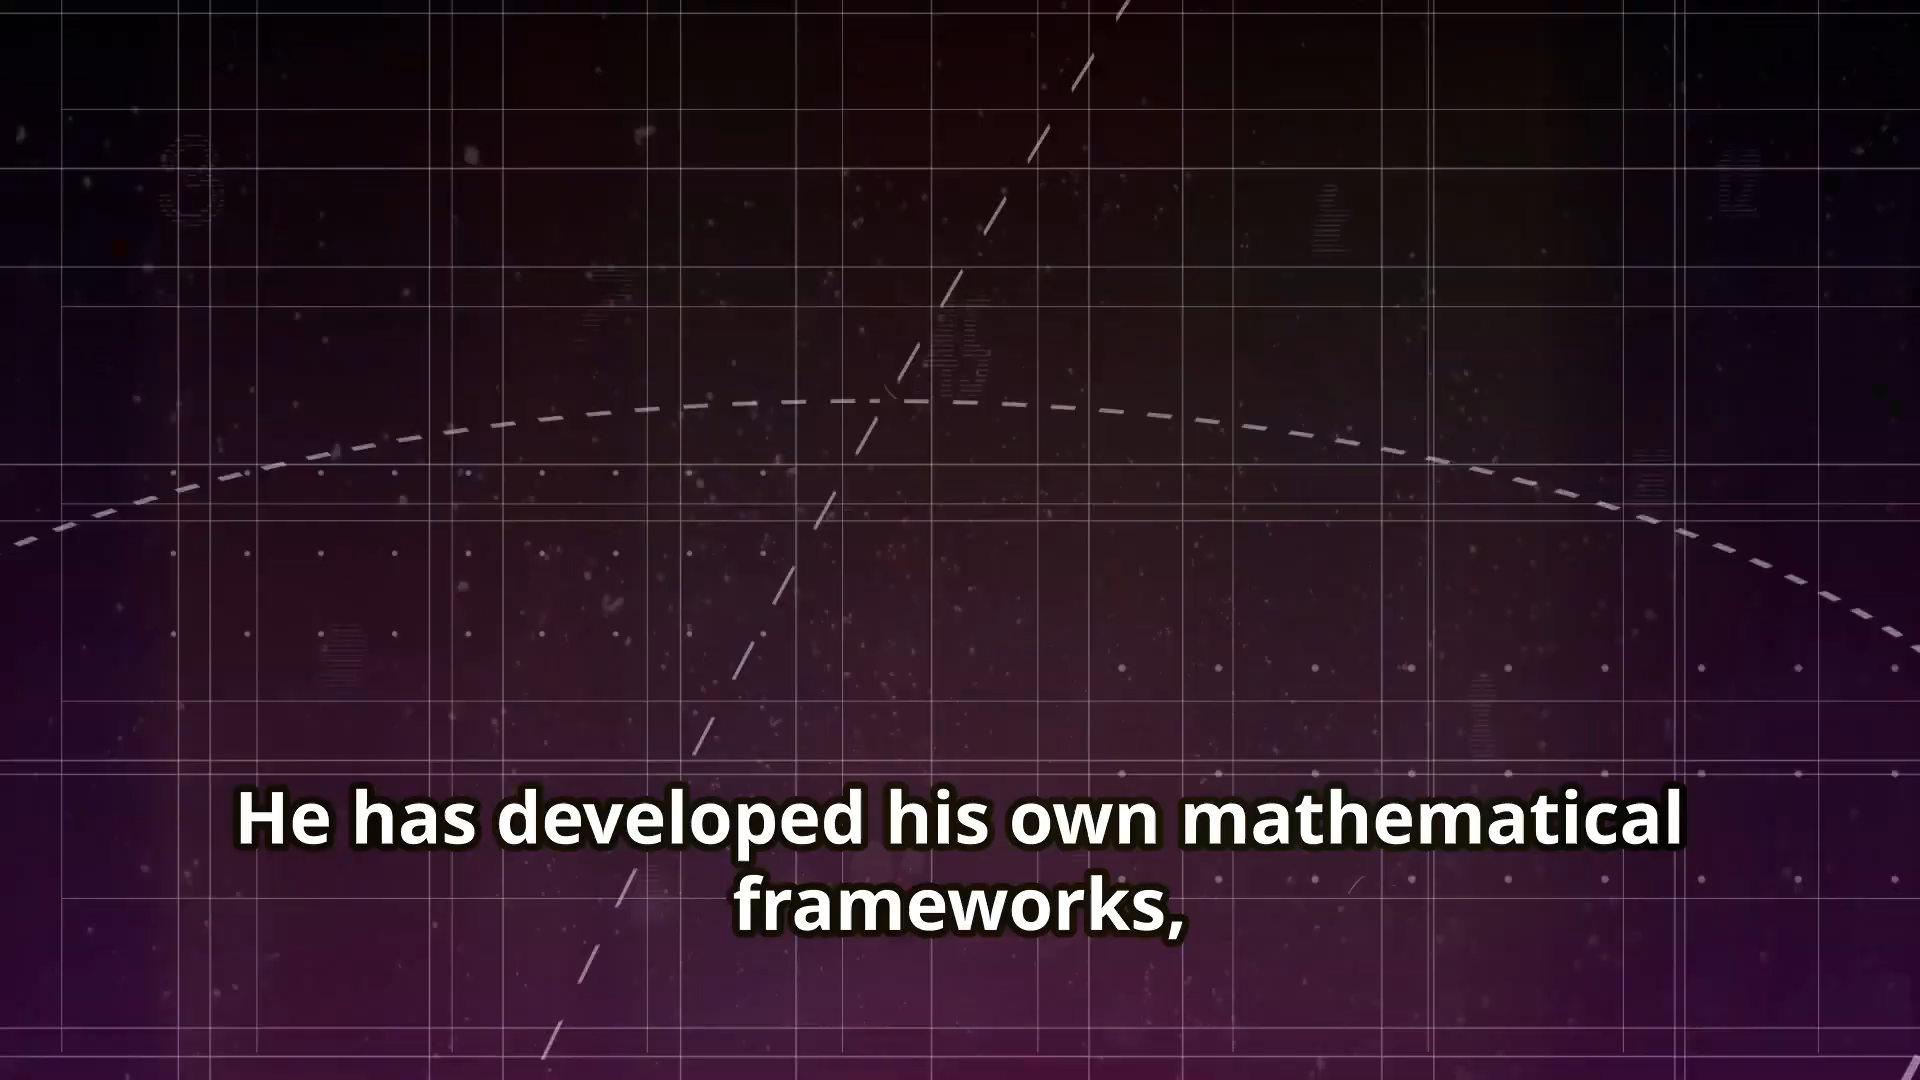 He has developed his own mathematical
frameworks,